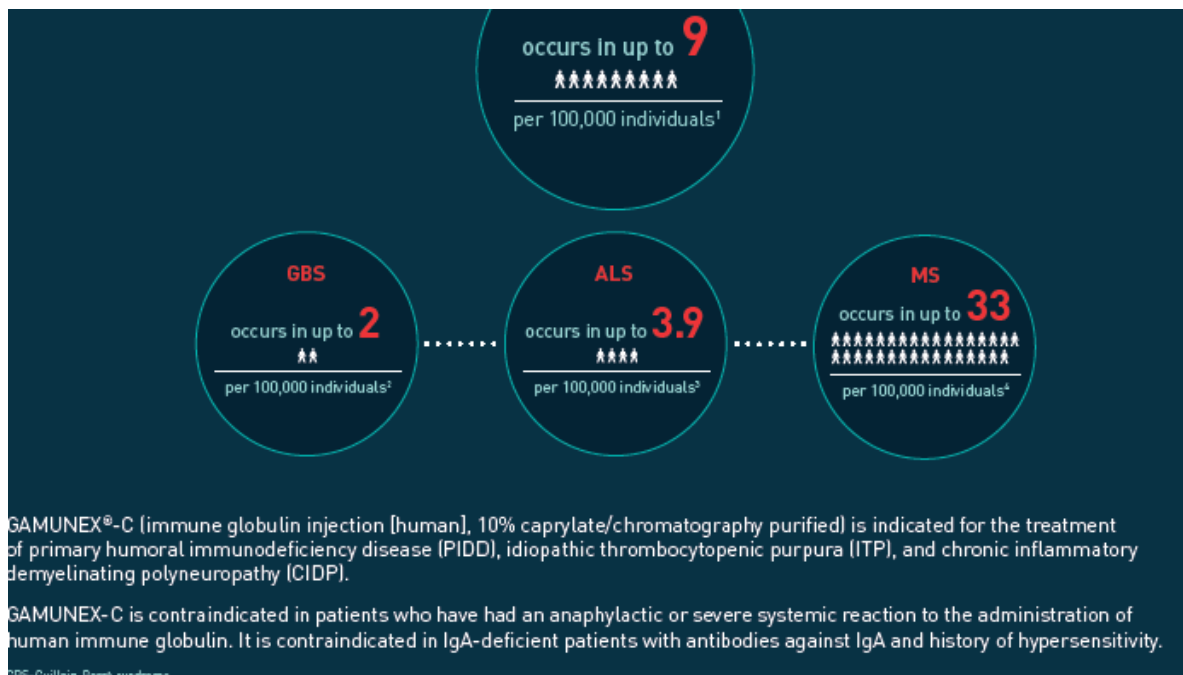 occurs in up to 9
per 100,000 individuals¹
GBS
occurs in up to 2
per 100,000 individuals²
ALS
occurs in up to 3.9
per 100,000 individuals³
MS
occurs in up to 33
per 100,000 individuals⁴
GAMUNEX®-C (immune globulin injection [human], 10% caprylate/chromatography purified) is indicated for the treatment
of primary humoral immunodeficiency disease (PIDD), idiopathic thrombocytopenic purpura (ITP), and chronic inflammatory
demyelinating polyneuropathy (CIDP).
GAMUNEX-C is contraindicated in patients who have had an anaphylactic or severe systemic reaction to the administration of
human immune globulin. It is contraindicated in IgA-deficient patients with antibodies against IgA and history of hypersensitivity.